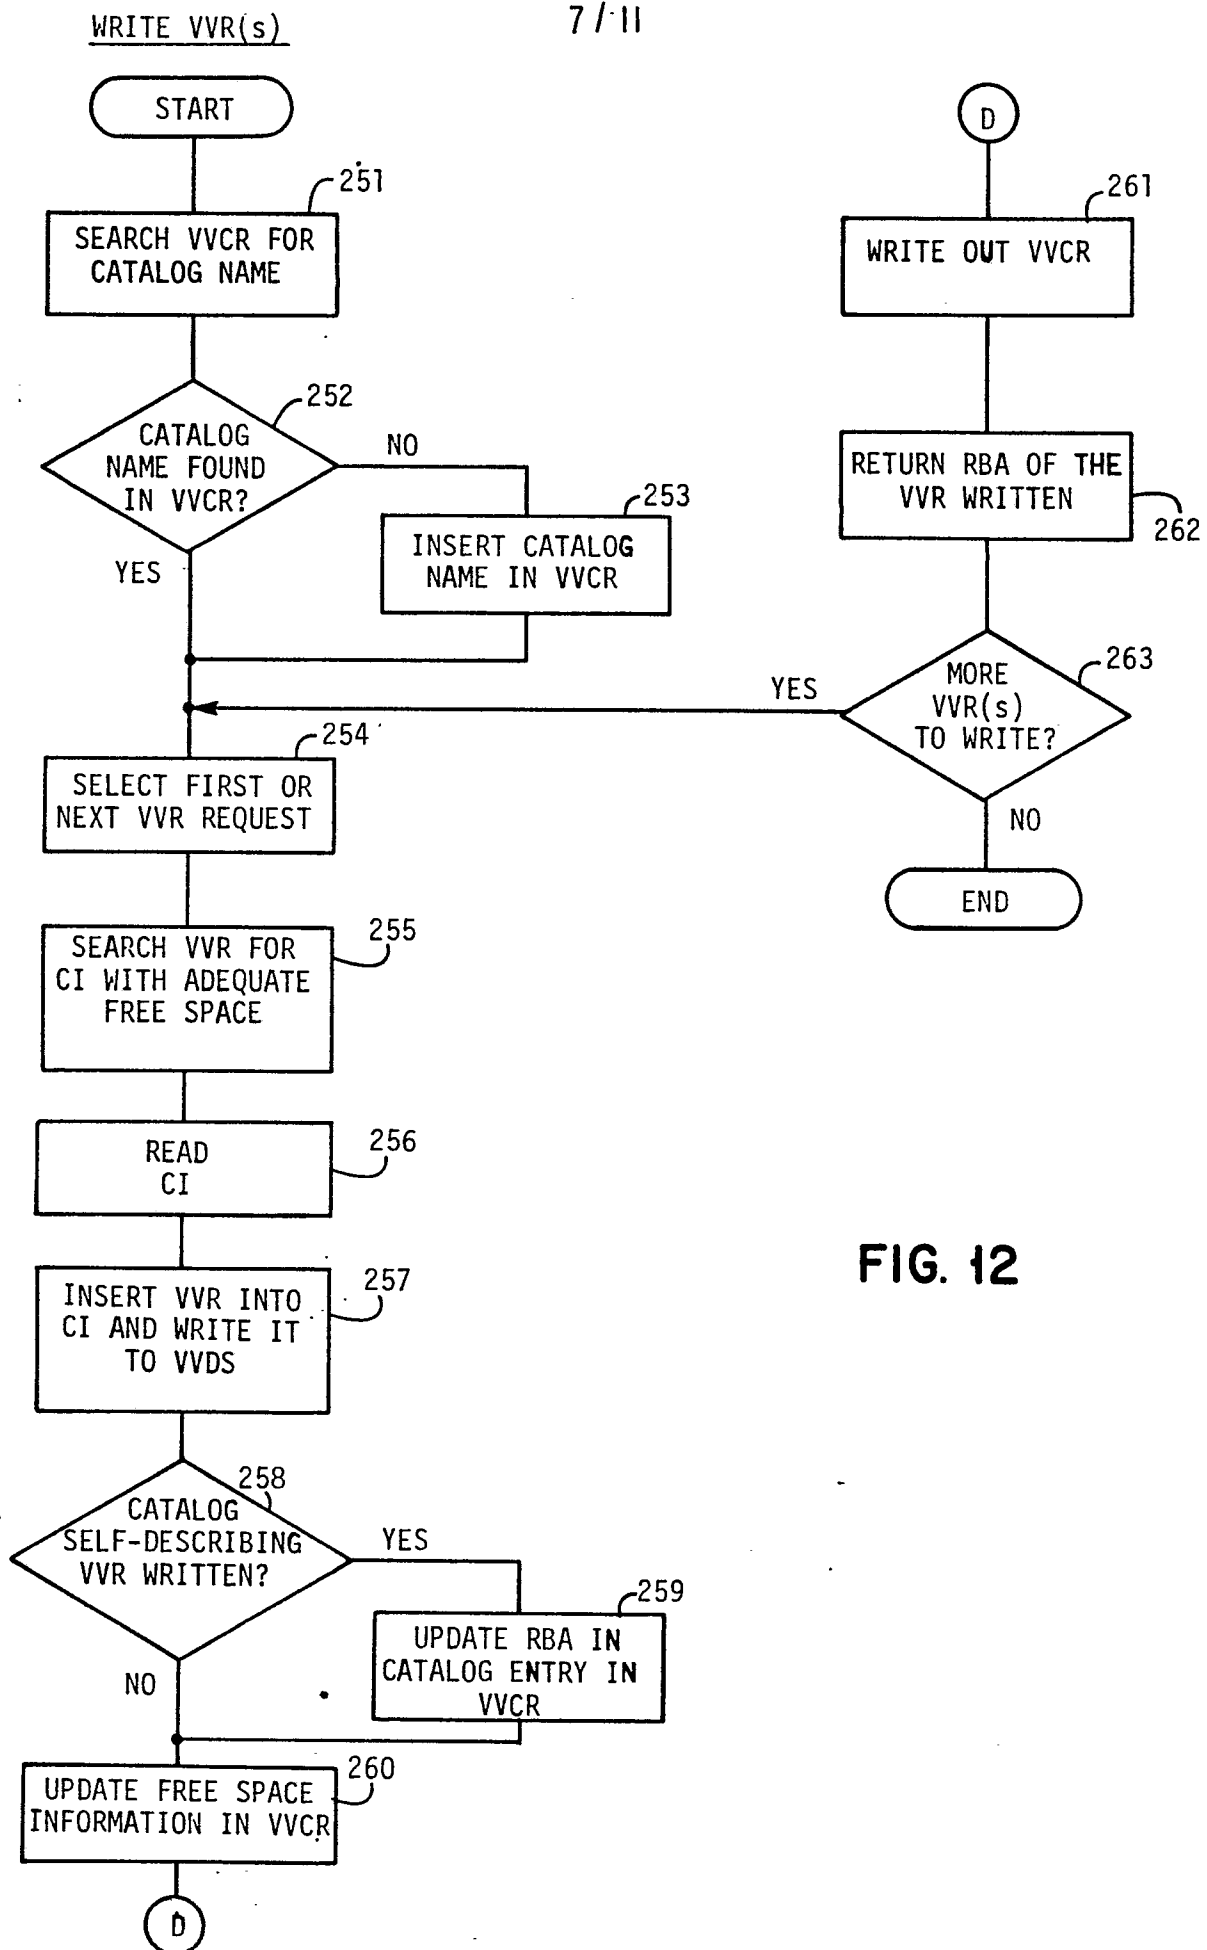 7/11
WRITE VVR(s)
START
251
SEARCH VVCR FOR
CATALOG NAME
252
CATALOG
NAME FOUND
IN VVCR?
NO
YES
253
INSERT CATALOG
NAME IN VVCR
254
SELECT FIRST OR
NEXT VVR REQUEST
255
SEARCH VVR FOR
CI WITH ADEQUATE
FREE SPACE
256
READ
CI
257
INSERT VVR INTO
CI AND WRITE IT
TO VVDS
258
CATALOG
SELF-DESCRIBING
VVR WRITTEN?
YES
NO
259
UPDATE RBA IN
CATALOG ENTRY IN
VVCR
260
UPDATE FREE SPACE
INFORMATION IN VVCR
D
D
261
WRITE OUT VVCR
RETURN RBA OF THE
VVR WRITTEN
262
263
MORE
VVR(s)
TO WRITE?
YES
NO
END
FIG. 12